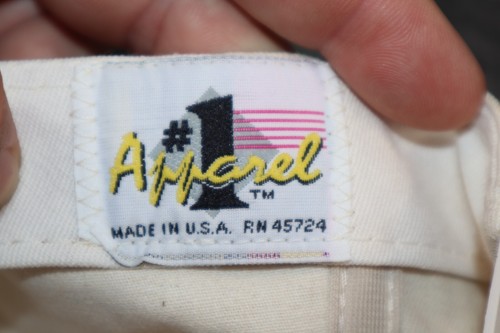 #1
Apparel
TM
MADE IN U.S.A. RN 45724